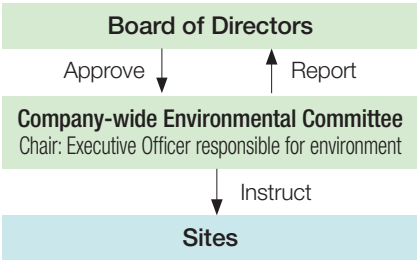 Board of Directors
Approve
Report
Company-wide Environmental Committee
Chair: Executive Officer responsible for environment
Instruct
Sites